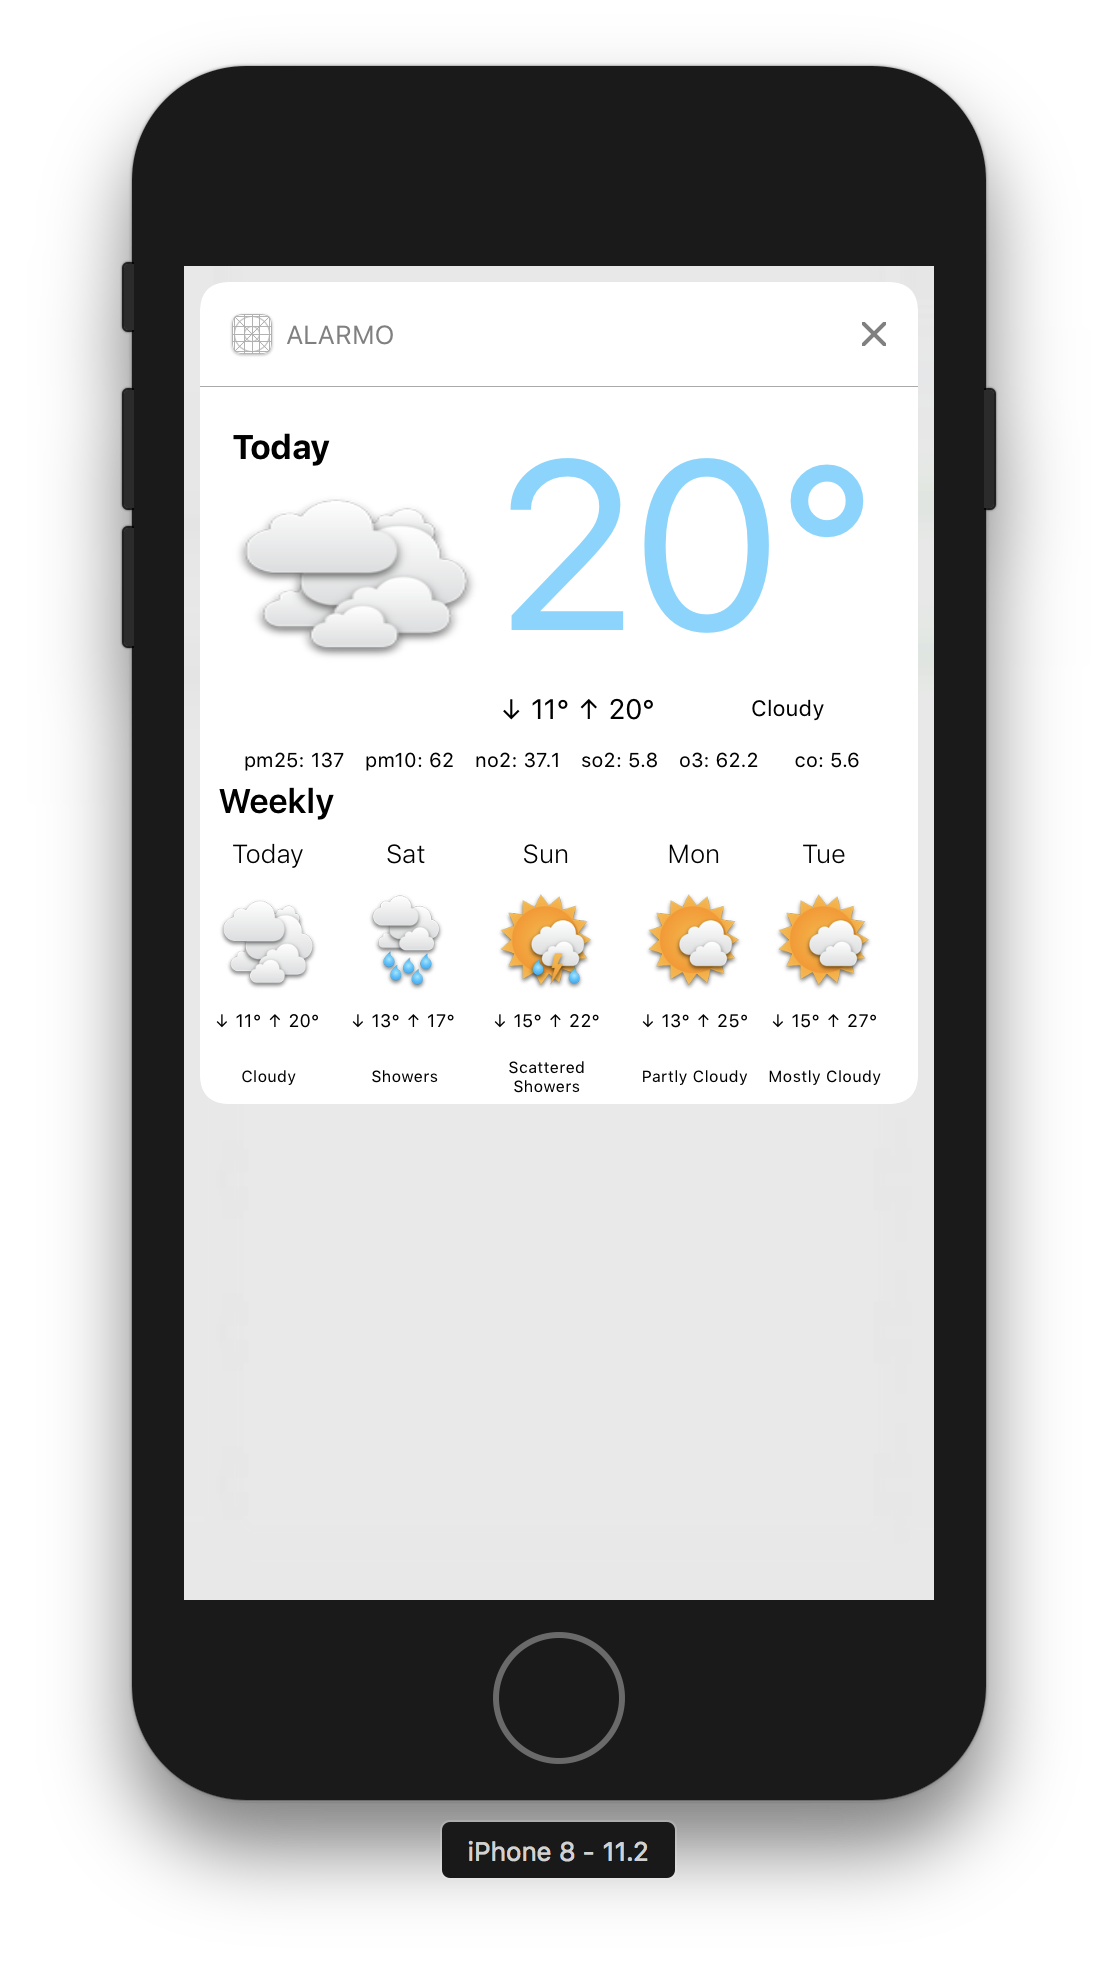 ALARMO
Today
20°
↓ 11° ↑ 20°
Cloudy
pm25: 137 pm10: 62 no2: 37.1 so2: 5.8 o3: 62.2 co: 5.6
Weekly
Today Sat Sun Mon Tue
↓ 11° ↑ 20° ↓ 13° ↑ 17° ↓ 15° ↑ 22° ↓ 13° ↑ 25° ↓ 15° ↑ 27°
Cloudy
Showers
Scattered
Showers
Partly Cloudy
Mostly Cloudy
iPhone 8 - 11.2